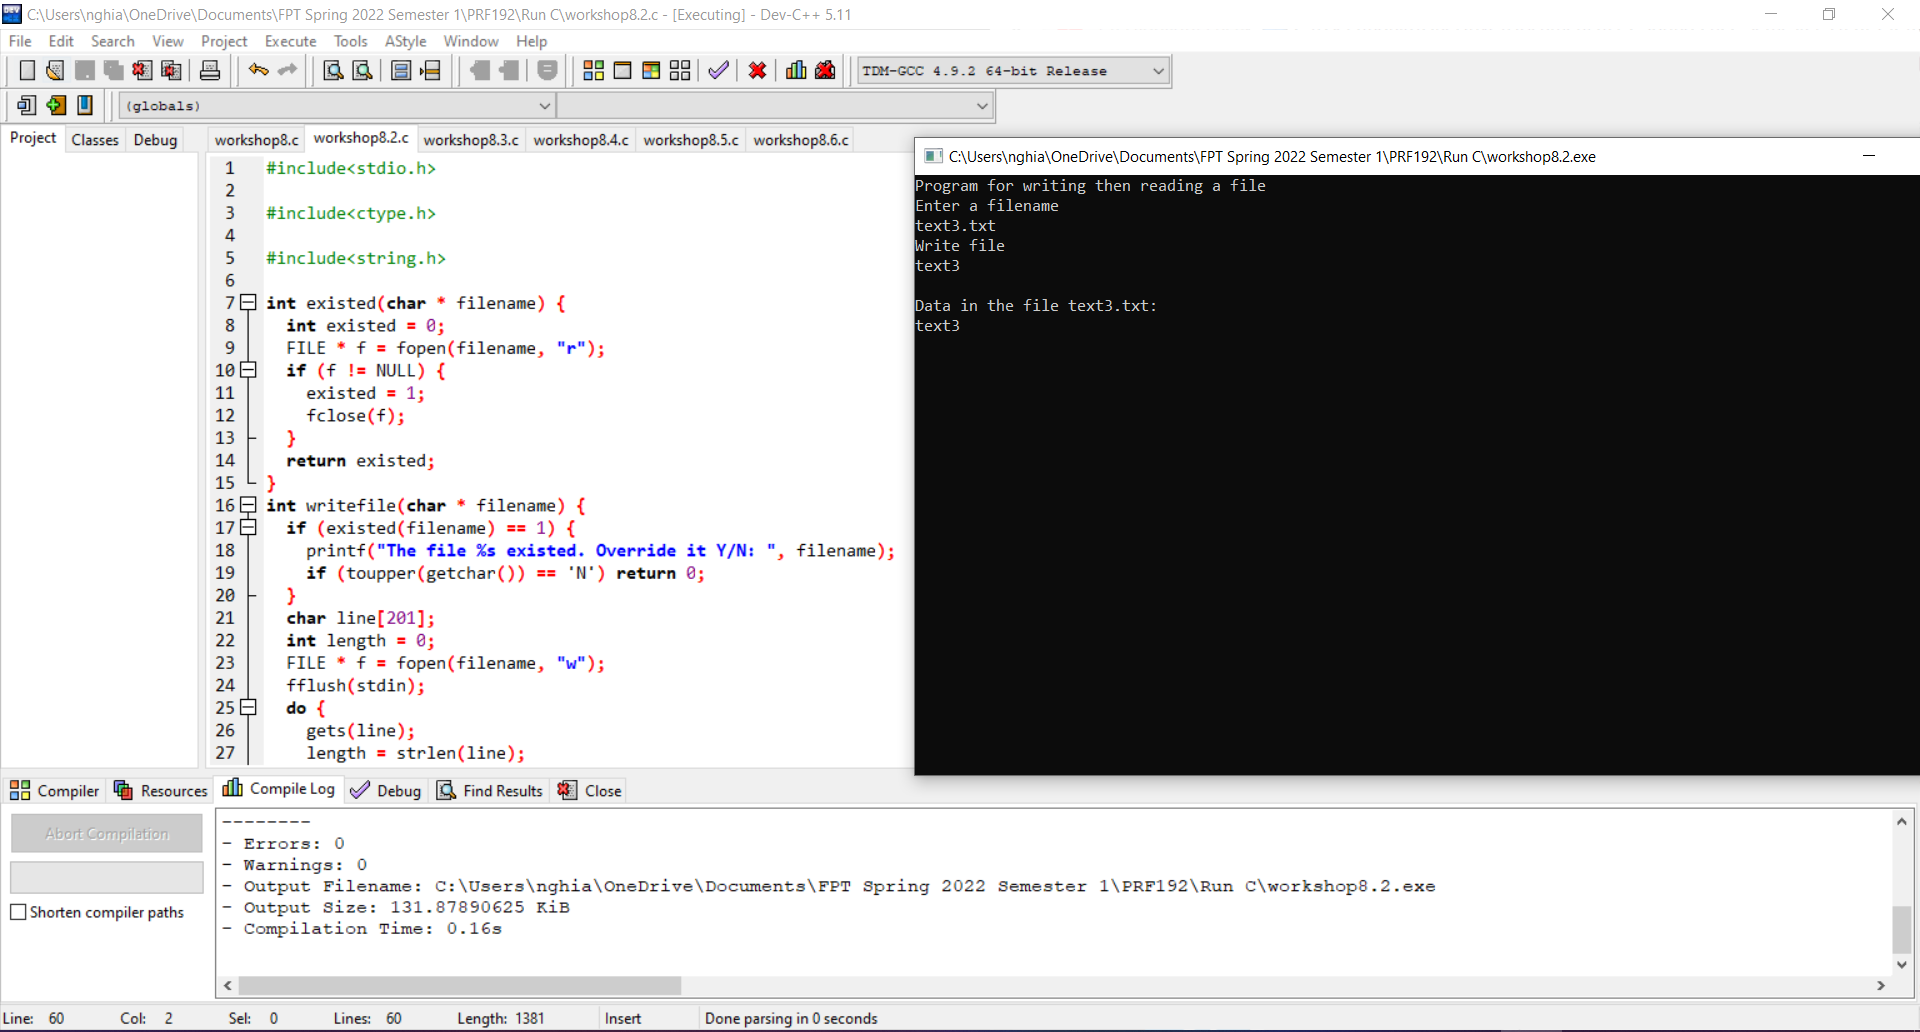 C:\Users\nghia\OneDrive\Documents\FPT Spring 2022 Semester 1\PRF192\Run C\workshop8.2.c - [Executing] - Dev-C++ 5.11
File Edit Search View Project Execute Tools AStyle Window Help
TDM-GCC 4.9.2 64-bit Release
(globals)
Project Classes Debug
workshop8.c workshop8.2.c workshop8.3.c workshop8.4.c workshop8.5.c workshop8.6.c
1 #include<stdio.h>
2
3 #include<ctype.h>
4
5 #include<string.h>
6
7 int existed(char * filename) {
8 int existed = 0;
9 FILE * f = fopen(filename, "r");
10 if (f != NULL) {
11 existed = 1;
12 fclose(f);
13 }
14 return existed;
15 }
16 int writefile(char * filename) {
17 if (existed(filename) == 1) {
18 printf("The file %s existed. Override it Y/N: ", filename);
19 if (toupper(getchar()) == 'N') return 0;
20 }
21 char line[201];
22 int length = 0;
23 FILE * f = fopen(filename, "w");
24 fflush(stdin);
25 do {
26 gets(line);
27 length = strlen(line);
C:\Users\nghia\OneDrive\Documents\FPT Spring 2022 Semester 1\PRF192\Run C\workshop8.2.exe
Program for writing then reading a file
Enter a filename
text3.txt
Write file
text3
Data in the file text3.txt:
text3
Compiler Resources Compile Log Debug Find Results Close
Abort Compilation
Shorten compiler paths
--------
- Errors: 0
- Warnings: 0
- Output Filename: C:\Users\nghia\OneDrive\Documents\FPT Spring 2022 Semester 1\PRF192\Run C\workshop8.2.exe
- Output Size: 131.87890625 KiB
- Compilation Time: 0.16s
Line: 60 Col: 2 Sel: 0 Lines: 60 Length: 1381 Insert Done parsing in 0 seconds